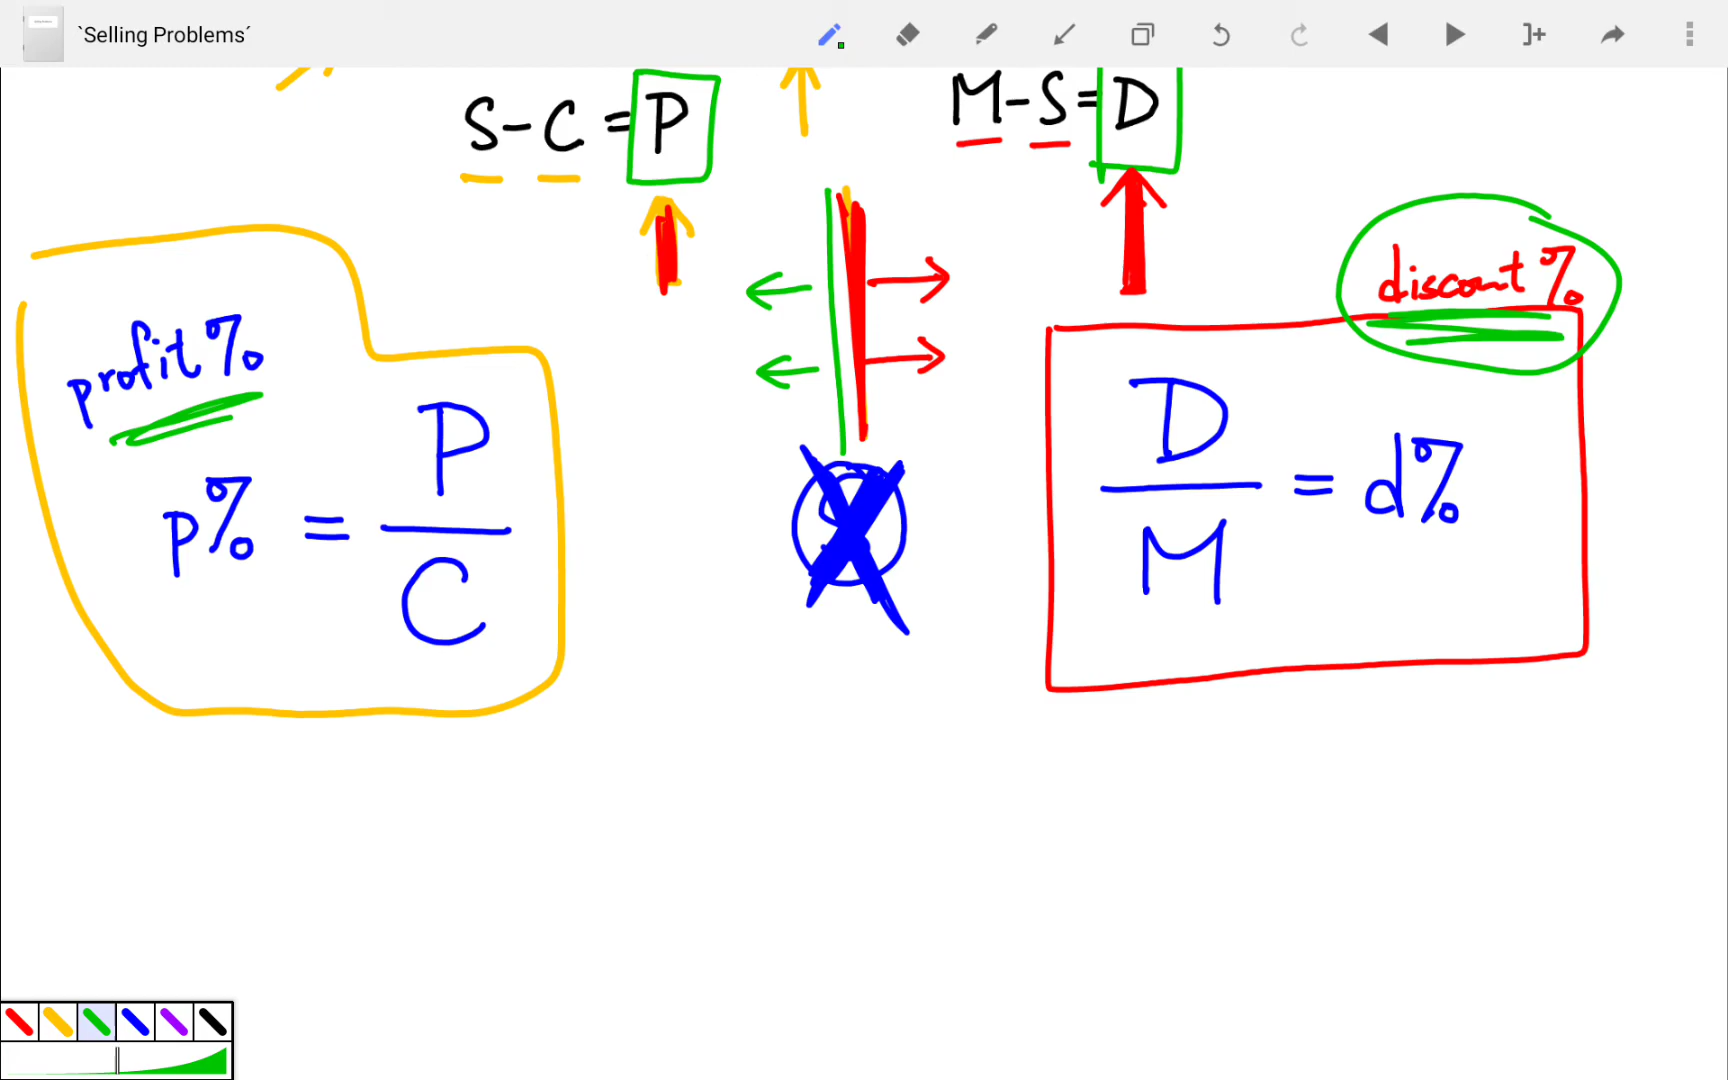 `Selling Problems´
S - C = P
M - S = D
profit %
p% = P / C
discount %
D / M = d%